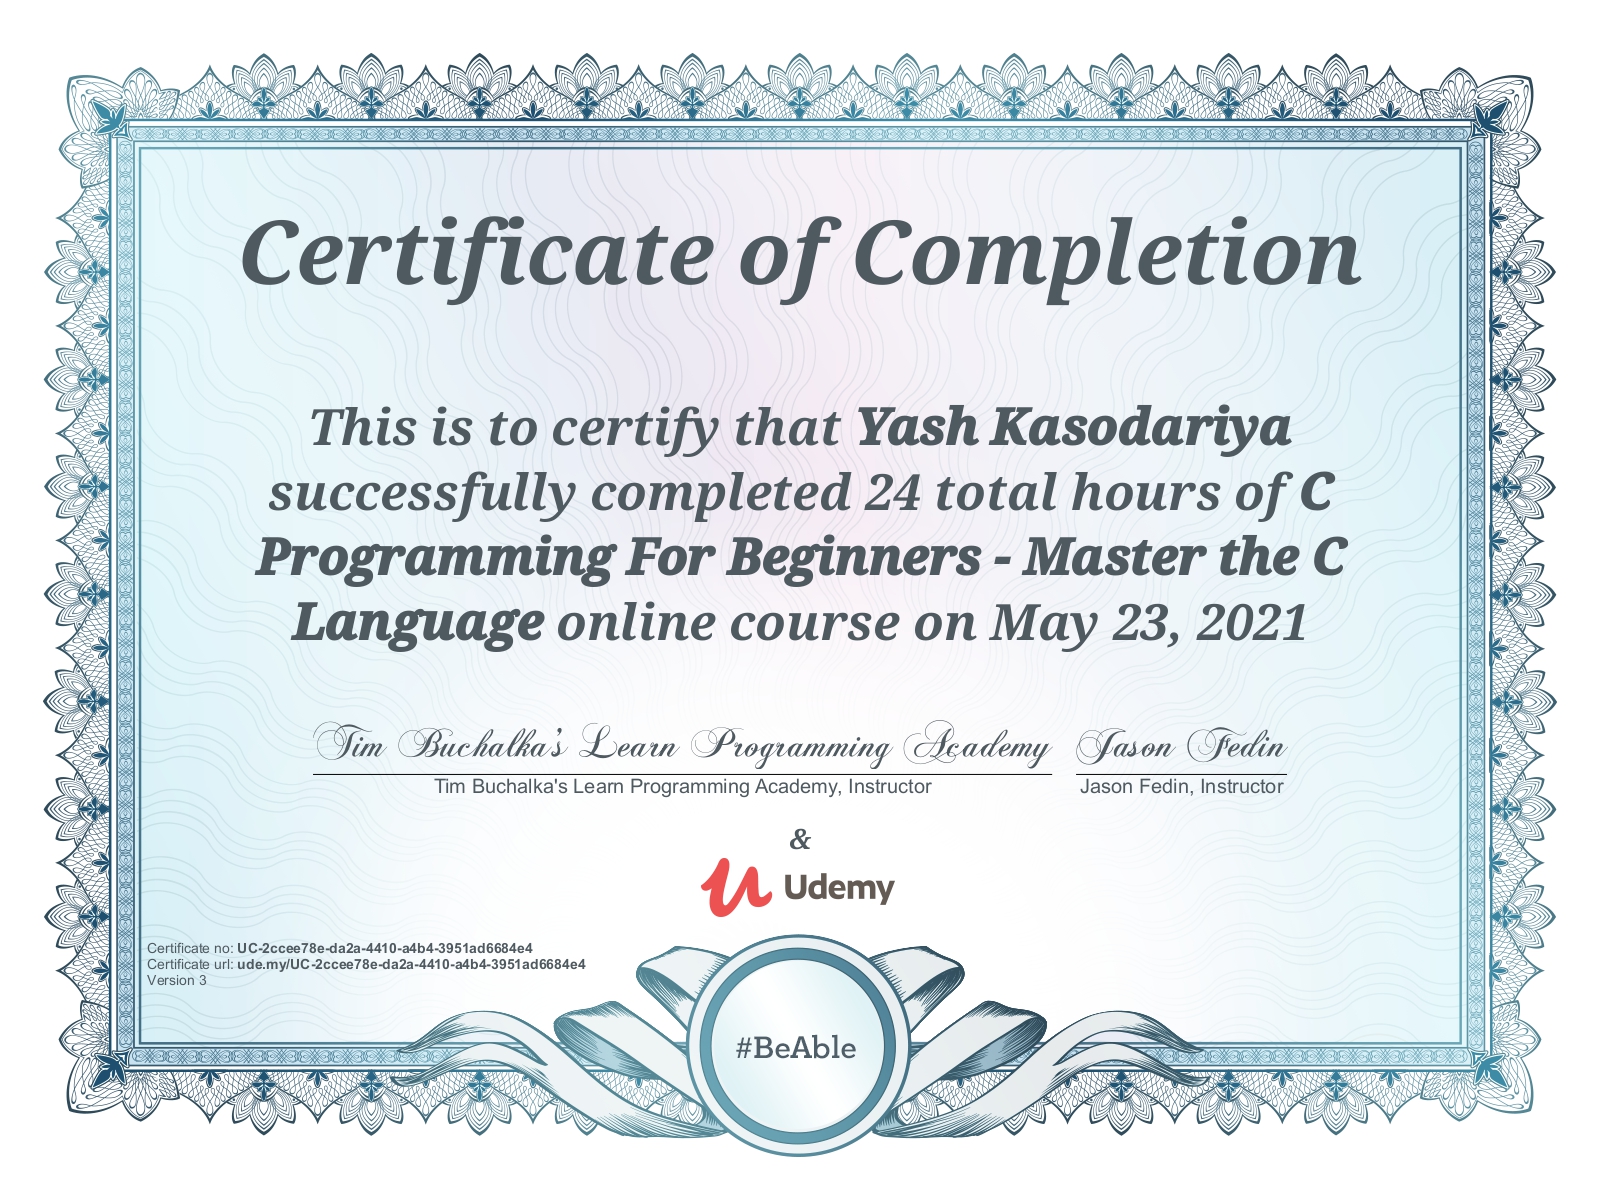 Certificate of Completion
This is to certify that Yash Kasodariya
successfully completed 24 total hours of C
Programming For Beginners - Master the C
Language online course on May 23, 2021
Tim Buchalka's Learn Programming Academy Jason Fedin
Tim Buchalka's Learn Programming Academy, Instructor Jason Fedin, Instructor
&
Udemy
Certificate no: UC-2ccee78e-da2a-4410-a4b4-3951ad6684e4
Certificate url: ude.my/UC-2ccee78e-da2a-4410-a4b4-3951ad6684e4
Version 3
#BeAble